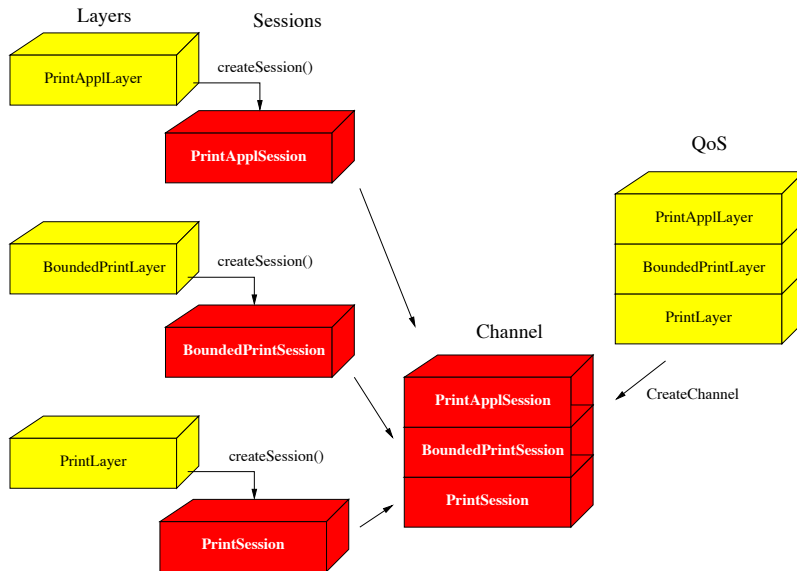 Layers
Sessions
PrintApplLayer
createSession()
PrintApplSession
BoundedPrintLayer
createSession()
BoundedPrintSession
PrintLayer
createSession()
PrintSession
Channel
PrintApplSession
BoundedPrintSession
PrintSession
QoS
PrintApplLayer
BoundedPrintLayer
PrintLayer
CreateChannel